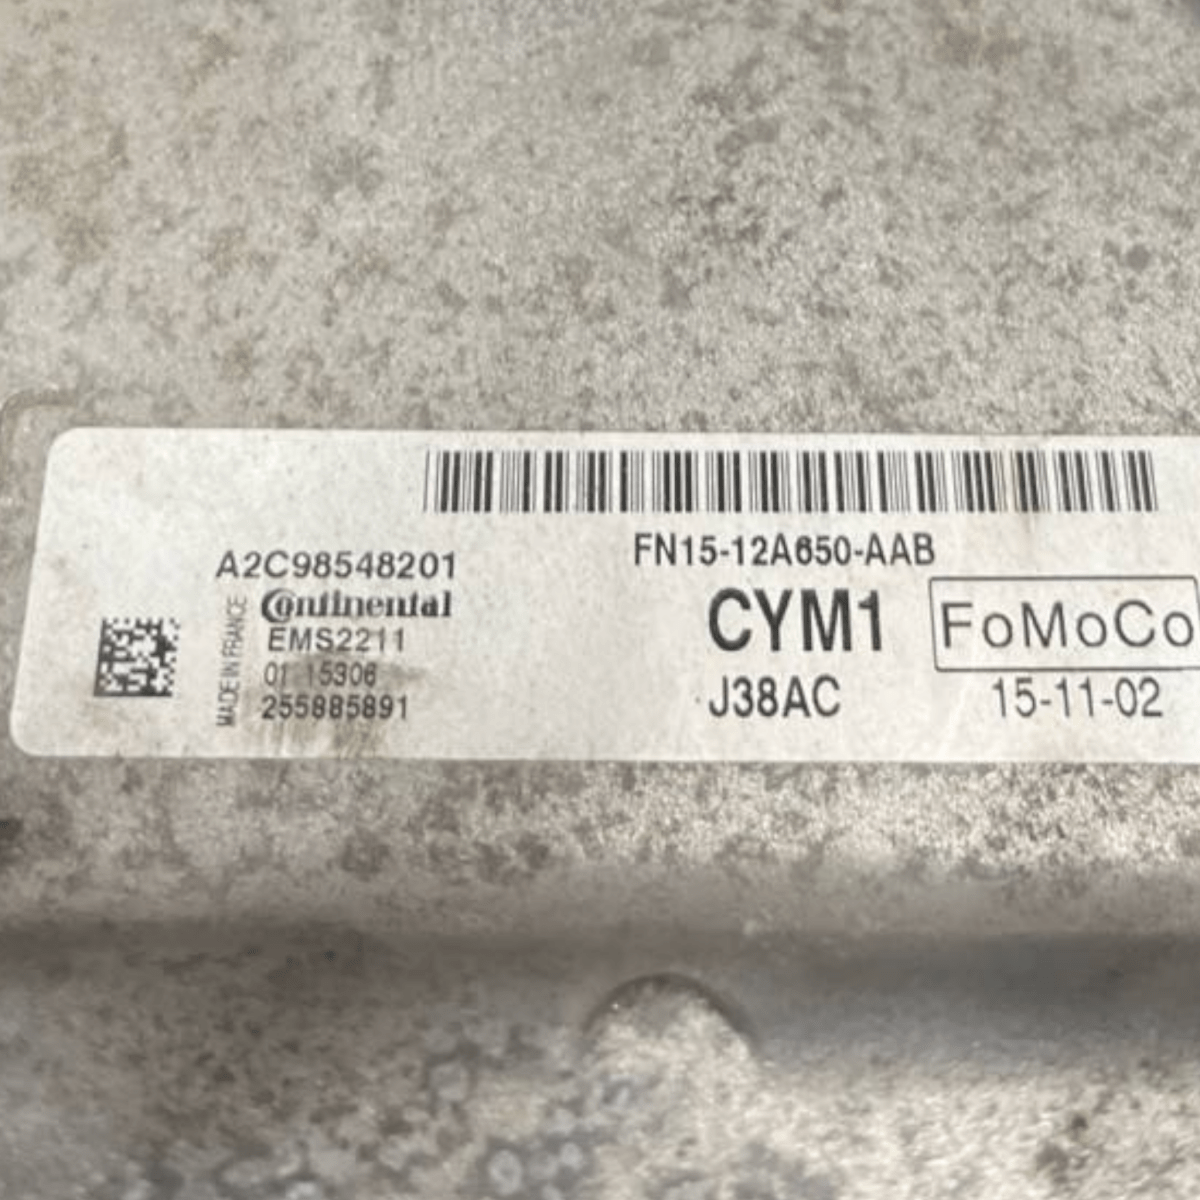 FN15-12A650-AAB
A2C98548201
Continental
EMS2211
01 15306
255885891
MADE IN FRANCE
CYM1
FoMoCo
J38AC
15-11-02